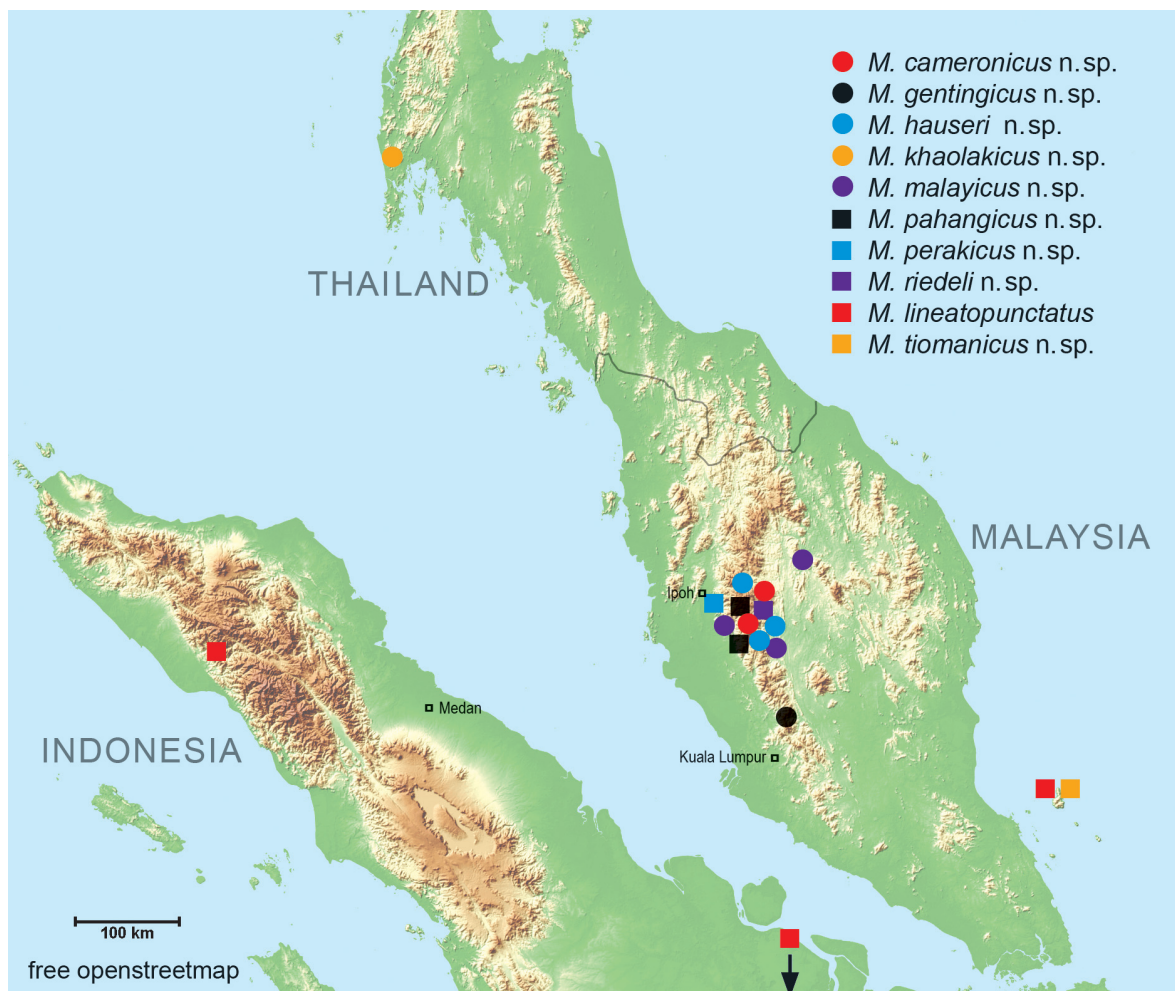 M. cameronicus n. sp.
M. gentingicus n. sp.
M. hauseri n. sp.
M. khaolakicus n. sp.
M. malayicus n. sp.
M. pahangicus n. sp.
M. perakicus n. sp.
M. riedeli n. sp.
M. lineatopunctatus
M. tiomanicus n. sp.
THAILAND
MALAYSIA
Ipoh
Medan
INDONESIA
Kuala Lumpur
100 km
free openstreetmap